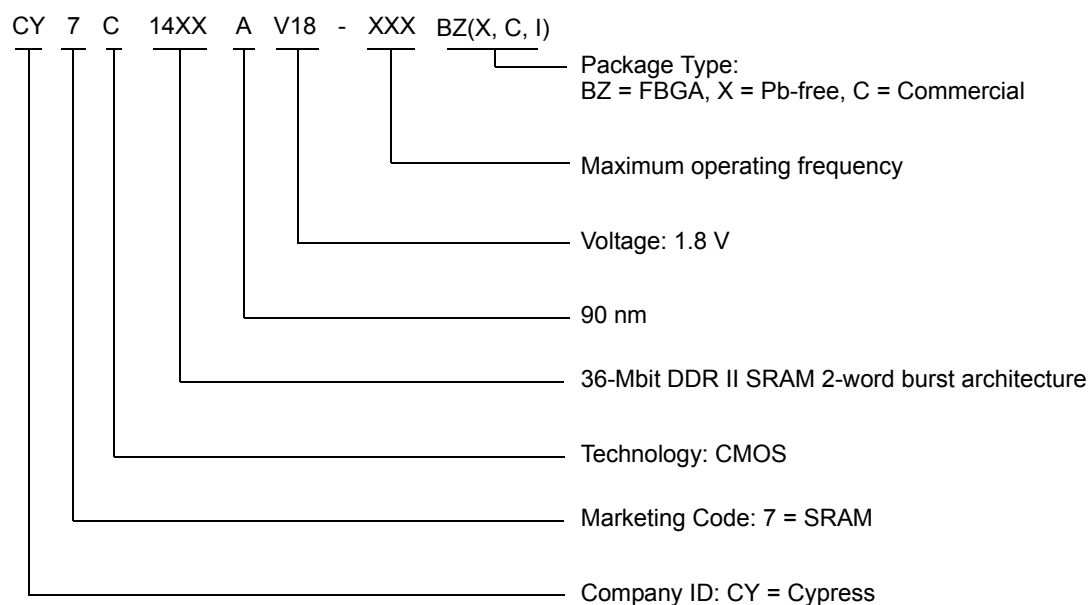 CY 7 C 14XX A V18 - XXX BZ(X, C, I)
Package Type:
BZ = FBGA, X = Pb-free, C = Commercial
Maximum operating frequency
Voltage: 1.8 V
90 nm
36-Mbit DDR II SRAM 2-word burst architecture
Technology: CMOS
Marketing Code: 7 = SRAM
Company ID: CY = Cypress